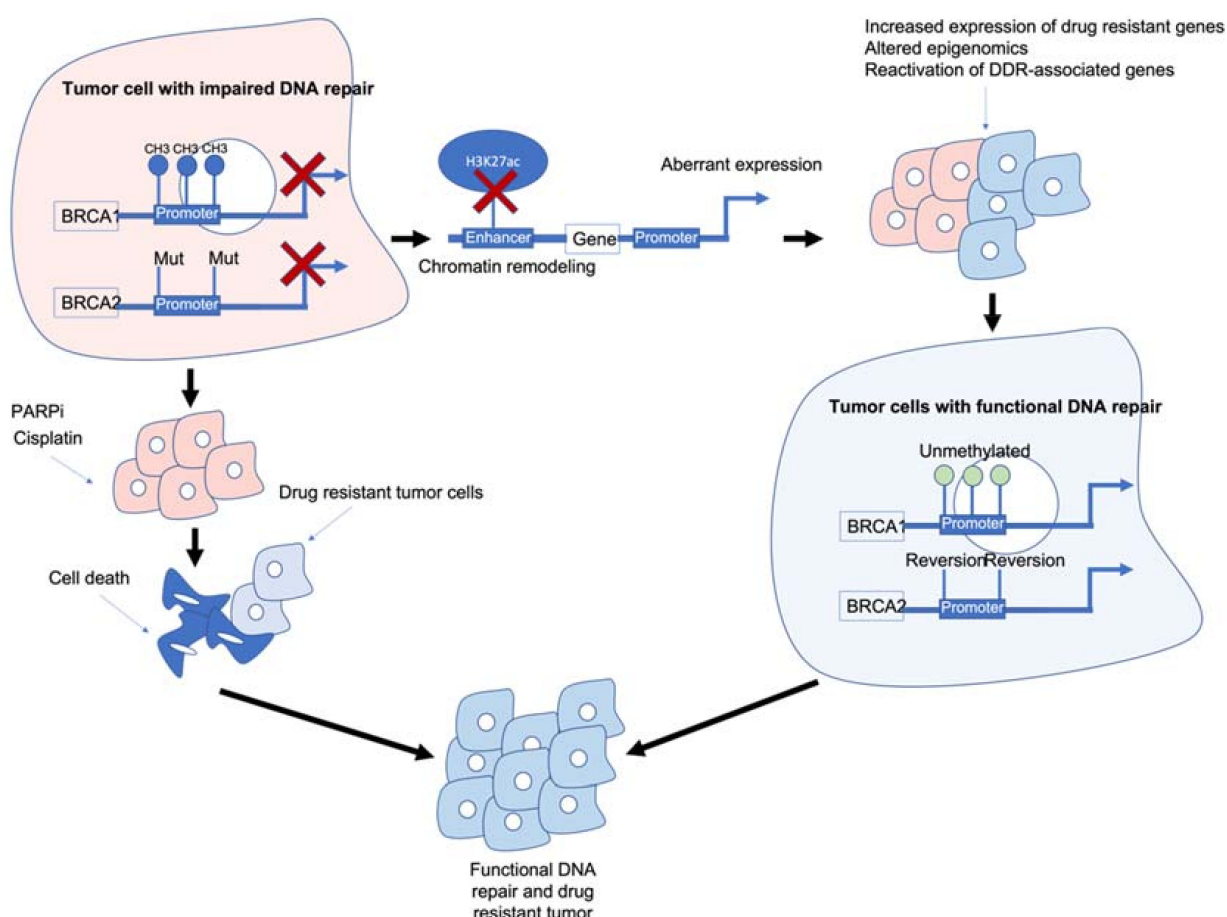 Increased expression of drug resistant genes
Altered epigenomics
Reactivation of DDR-associated genes
Tumor cell with impaired DNA repair
CH3 CH3 CH3
BRCA1
Promoter
Mut Mut
BRCA2
Promoter
H3K27ac
Aberrant expression
Enhancer
Gene
Promoter
Chromatin remodeling
PARPi
Cisplatin
Drug resistant tumor cells
Cell death
Tumor cells with functional DNA repair
Unmethylated
BRCA1
Promoter
Reversion Reversion
BRCA2
Promoter
Functional DNA
repair and drug
resistant tumor